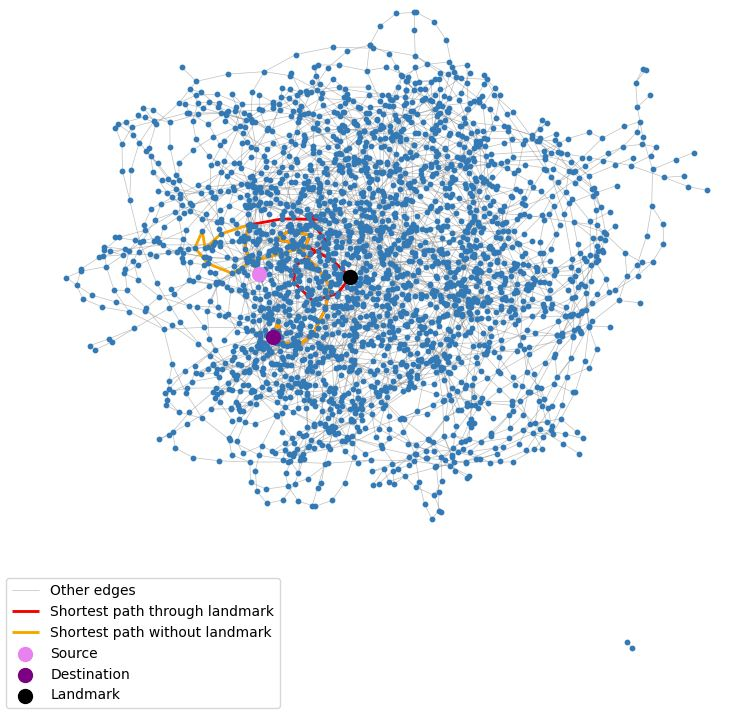 Other edges
Shortest path through landmark
Shortest path without landmark
Source
Destination
Landmark